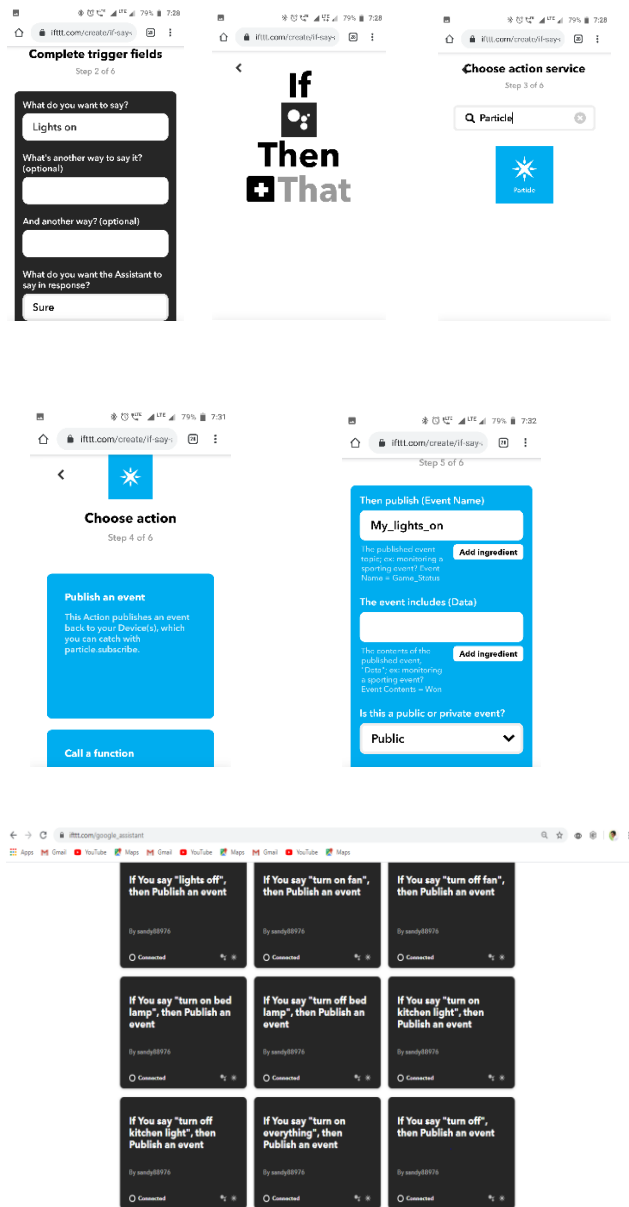 79% 7:28
ifttt.com/create/if-say-
Complete trigger fields
Step 2 of 6
What do you want to say?
Lights on
What's another way to say it?
(optional)
And another way? (optional)
What do you want the Assistant to
say in response?
Sure
79% 7:28
ifttt.com/create/if-say-
If
Then
That
79% 7:28
ifttt.com/create/if-say-
Choose action service
Step 3 of 6
Particle
Particle
79% 7:31
ifttt.com/create/if-say-
Choose action
Step 4 of 6
Publish an event
This Action publishes an event
back to your Device(s), which
you can catch with
particle.subscribe.
Call a function
79% 7:32
ifttt.com/create/if-say-
Step 5 of 6
Then publish (Event Name)
My_lights_on
The published event
topic; ex: monitoring a
sporting event? Event
Name = Game_Status
Add ingredient
The event includes (Data)
The contents of the
published event,
"Data"; ex: monitoring
a sporting event?
Event Contents = Won
Add ingredient
Is this a public or private event?
Public
ifttt.com/google_assistant
Apps Gmail YouTube Maps Gmail YouTube Maps Gmail YouTube Maps
If You say "lights off",
then Publish an event
By sandy88976
Connected
If You say "turn on fan",
then Publish an event
By sandy88976
Connected
If You say "turn off fan",
then Publish an event
By sandy88976
Connected
If You say "turn on bed
lamp", then Publish an
event
By sandy88976
Connected
If You say "turn off bed
lamp", then Publish an
event
By sandy88976
Connected
If You say "turn on
kitchen light", then
Publish an event
By sandy88976
Connected
If You say "turn off
kitchen light", then
Publish an event
By sandy88976
Connected
If You say "turn on
everything", then
Publish an event
By sandy88976
Connected
If You say "turn off",
then Publish an event
By sandy88976
Connected